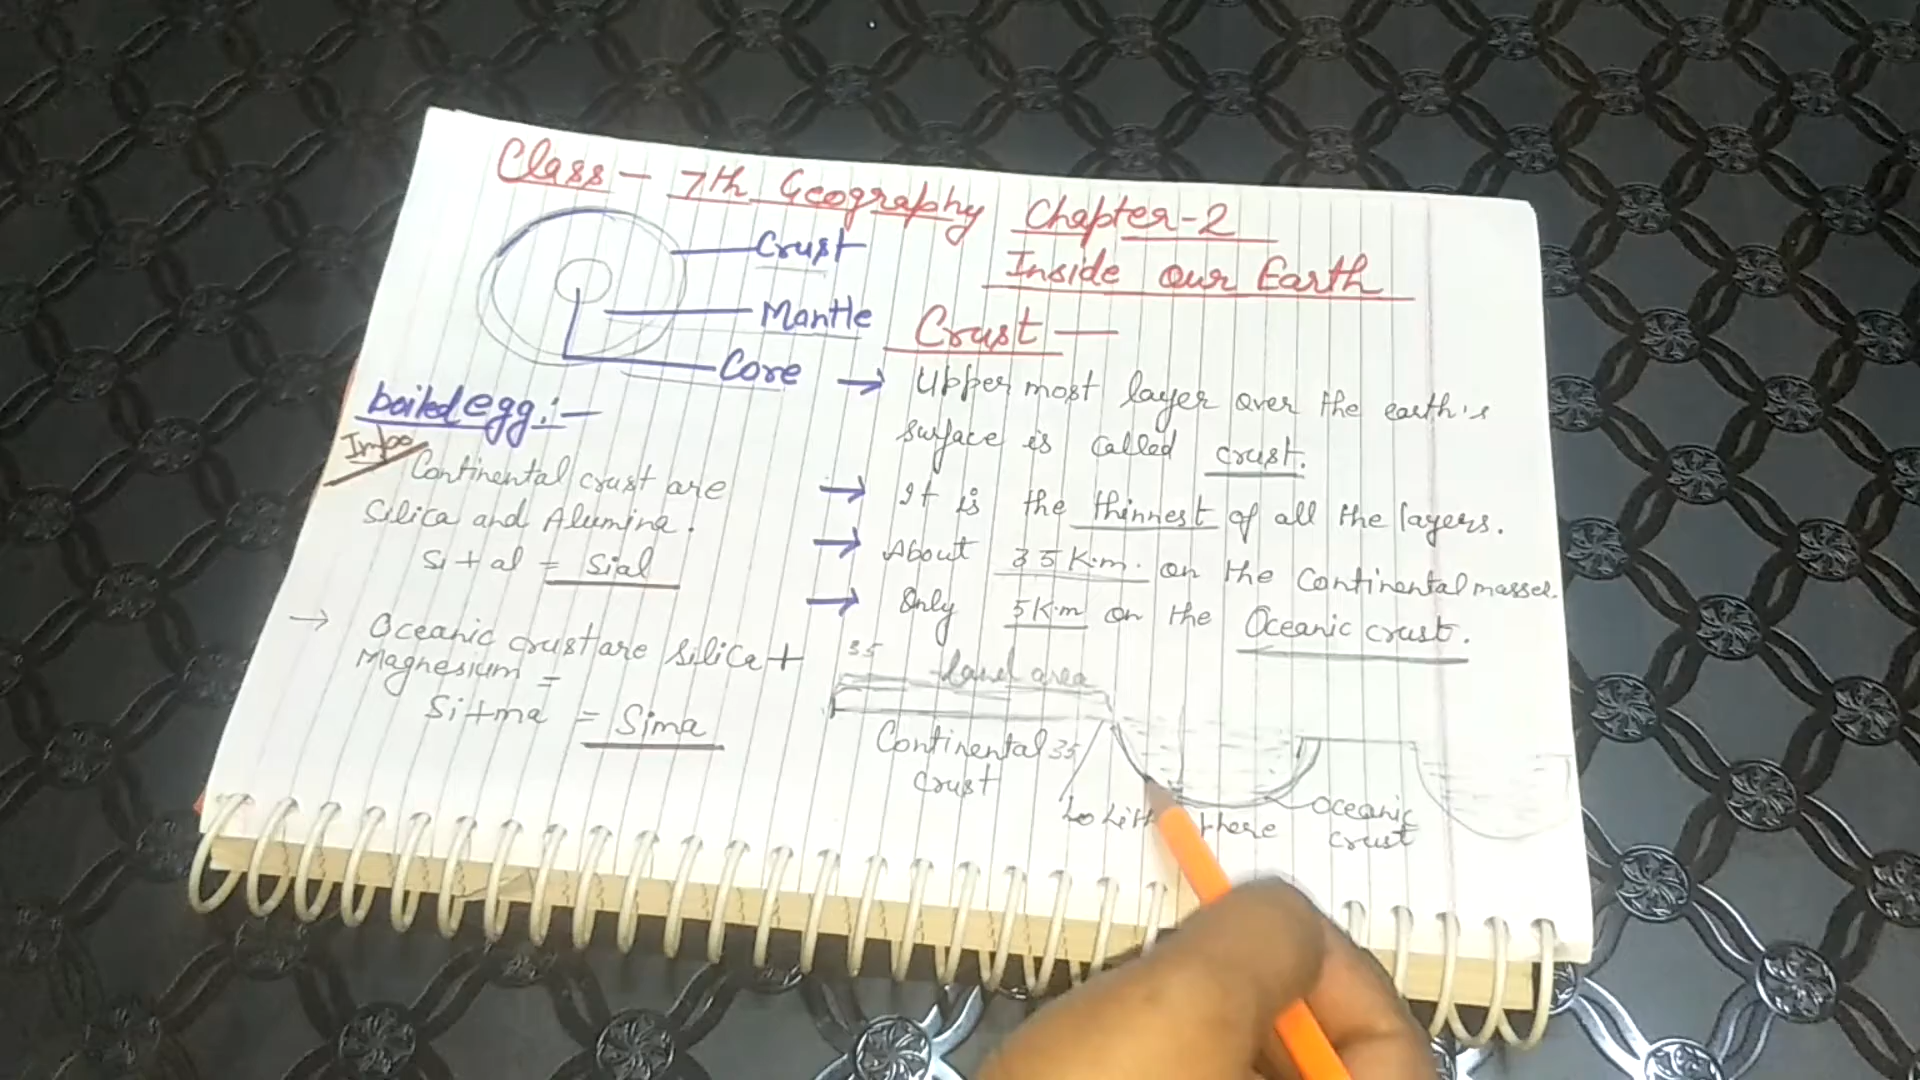 Class - 7th Geography Chapter-2
Inside our Earth
Crust
Mantle
Core
boiled egg :-
Continental crust are
Silica and Alumina.
Si + al = Sial
→ Oceanic crust are silica +
Magnesium =
Si + ma = Sima
Crust —
→ Upper most layer over the earth's
surface is called crust.
→ It is the thinnest of all the layers.
→ About 35 K.m. on the Continental masses.
→ Only 5 K.m on the Oceanic crust.
35
land area
Continental 35
crust
Oceanic
crust